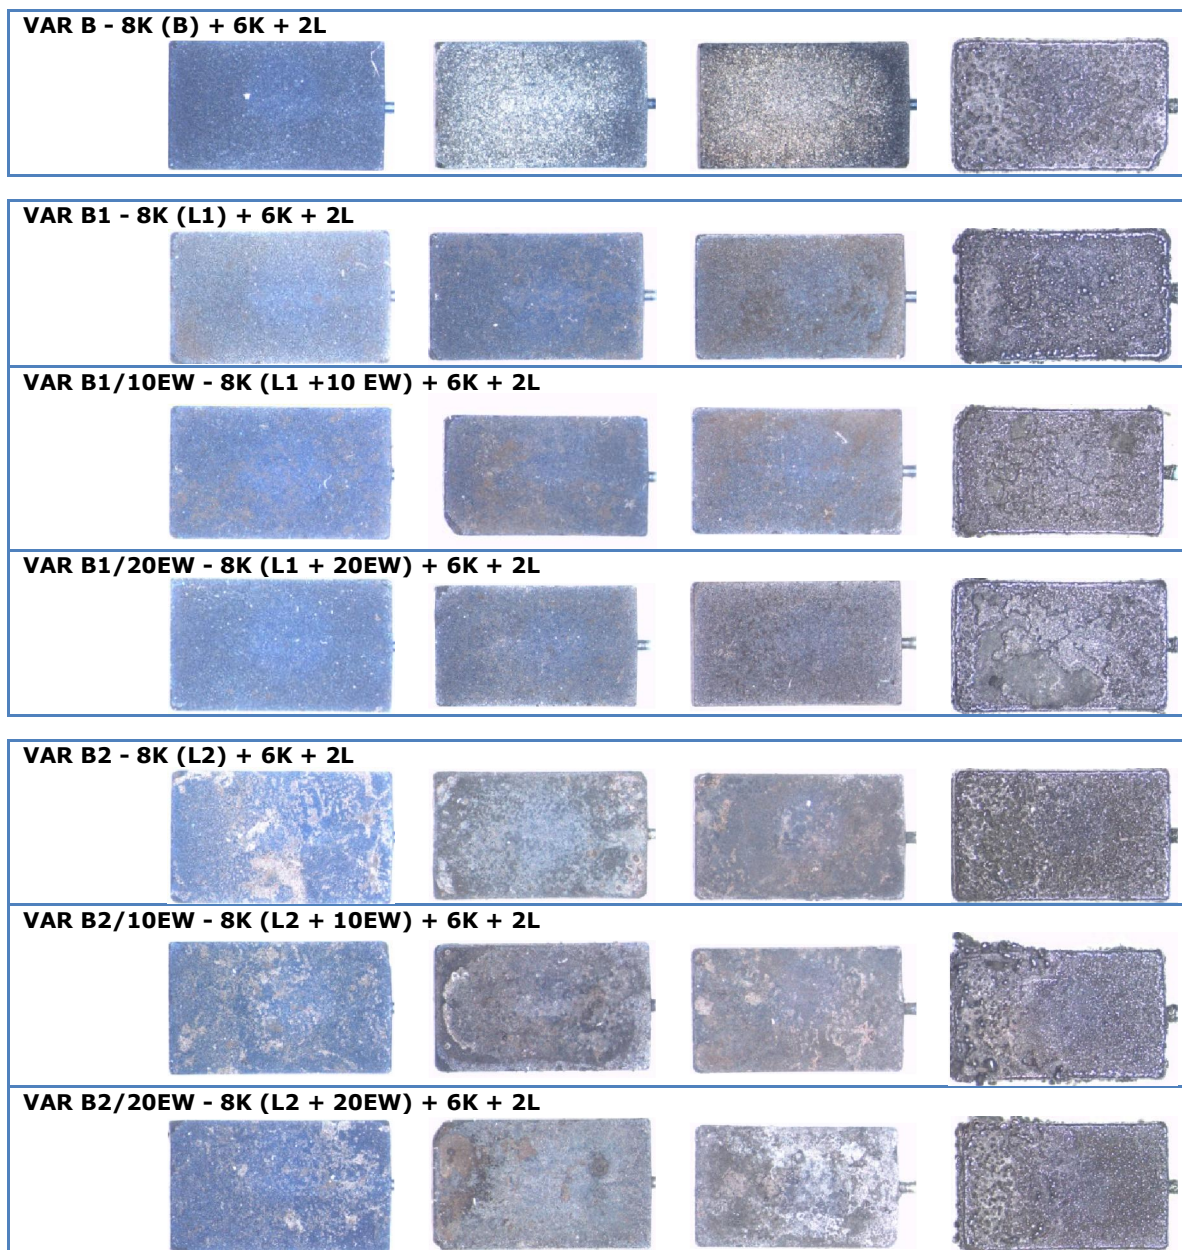 VAR B - 8K (B) + 6K + 2L
VAR B1 - 8K (L1) + 6K + 2L
VAR B1/10EW - 8K (L1 +10 EW) + 6K + 2L
VAR B1/20EW - 8K (L1 + 20EW) + 6K + 2L
VAR B2 - 8K (L2) + 6K + 2L
VAR B2/10EW - 8K (L2 + 10EW) + 6K + 2L
VAR B2/20EW - 8K (L2 + 20EW) + 6K + 2L